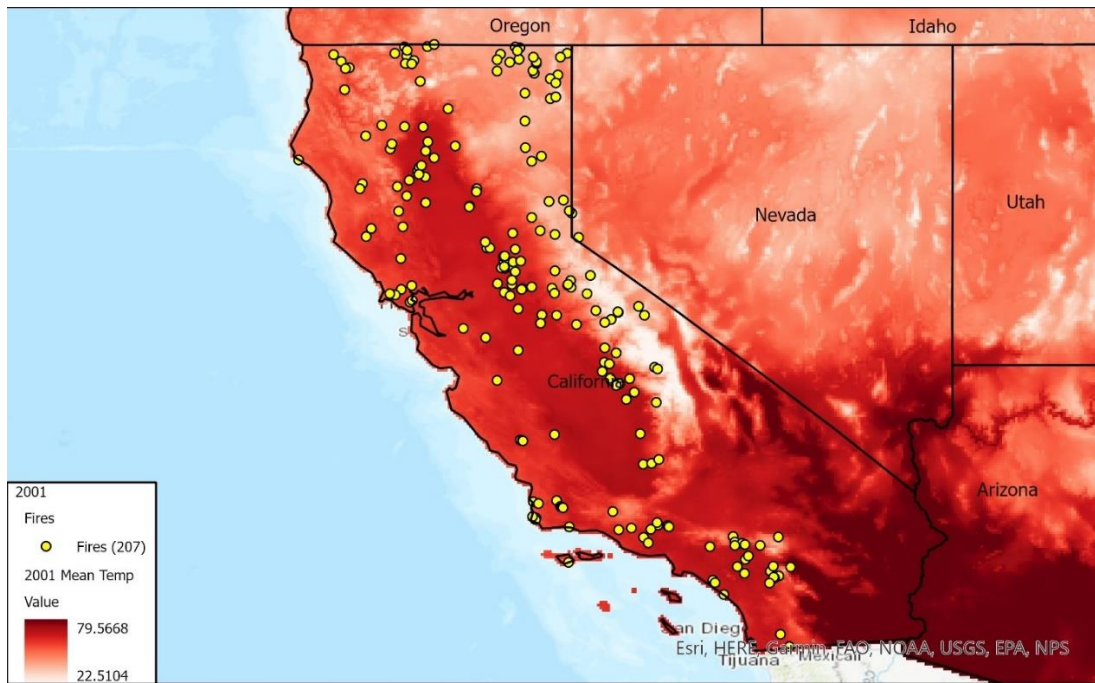 Oregon
Idaho
Nevada
Utah
California
Arizona
2001
Fires
Fires (207)
2001 Mean Temp
Value
79.5668
22.5104
San Diego
Esri, HERE, Garmin, FAO, NOAA, USGS, EPA, NPS
Tijuana Mexicali